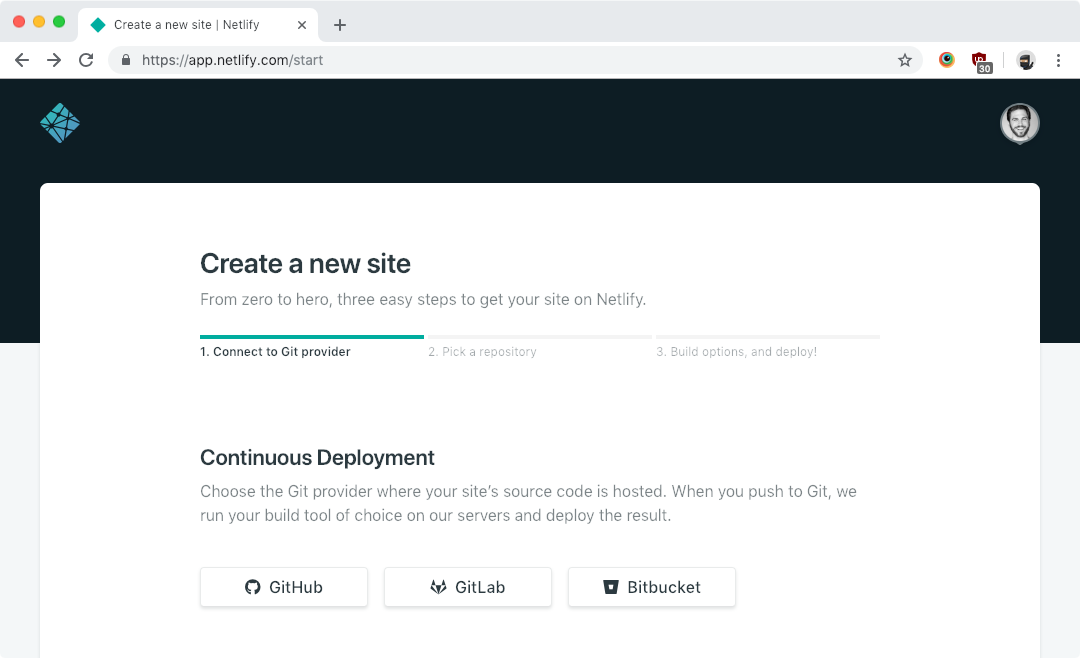 Create a new site | Netlify
https://app.netlify.com/start
30
Create a new site
From zero to hero, three easy steps to get your site on Netlify.
1. Connect to Git provider
2. Pick a repository
3. Build options, and deploy!
Continuous Deployment
Choose the Git provider where your site’s source code is hosted. When you push to Git, we
run your build tool of choice on our servers and deploy the result.
GitHub
GitLab
Bitbucket